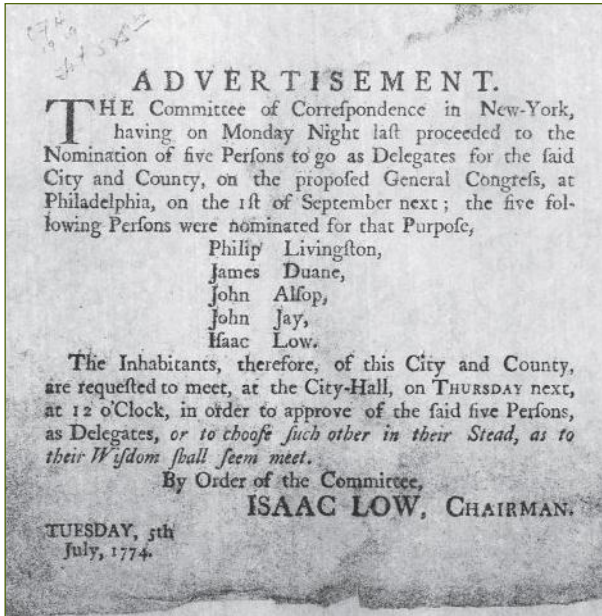 ADVERTISEMENT.
THE Committee of Correſpondence in New-York,
having on Monday Night laſt proceeded to the
Nomination of five Perſons to go as Delegates for the ſaid
City and County, on the propoſed General Congreſs, at
Philadelphia, on the 1ſt of September next; the five fol-
lowing Perſons were nominated for that Purpoſe,
Philip Livingſton,
James Duane,
John Alſop,
John Jay,
Iſaac Low.
The Inhabitants, therefore, of this City and County,
are requeſted to meet, at the City-Hall, on THURSDAY next,
at 12 o'Clock, in order to approve of the ſaid five Perſons,
as Delegates, or to chooſe ſuch other in their Stead, as to
their Wiſdom ſhall ſeem meet.
By Order of the Committee,
ISAAC LOW, CHAIRMAN.
TUESDAY, 5th
July, 1774.